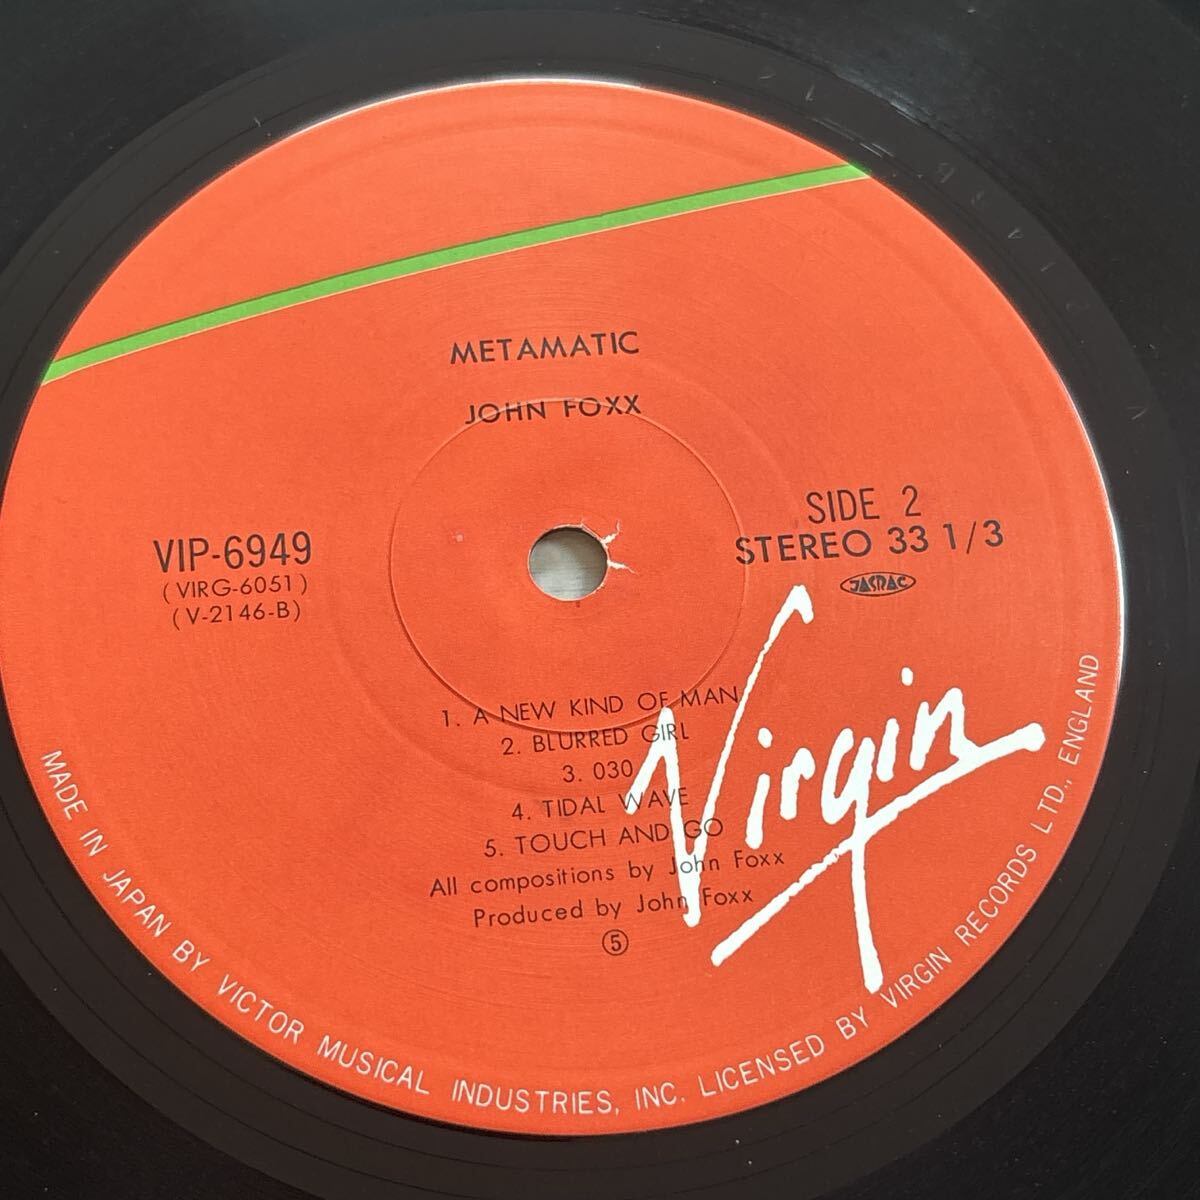 METAMATIC
JOHN FOXX
SIDE 2
STEREO 33 1/3
JASRAC
VIP-6949
(VIRG-6051)
(V-2146-B)
1. A NEW KIND OF MAN
2. BLURRED GIRL
3. 030
4. TIDAL WAVE
5. TOUCH AND GO
All compositions by John Foxx
Produced by John Foxx
⑤
Virgin
MADE IN JAPAN BY VICTOR MUSICAL INDUSTRIES, INC. LICENSED BY VIRGIN RECORDS LTD., ENGLAND